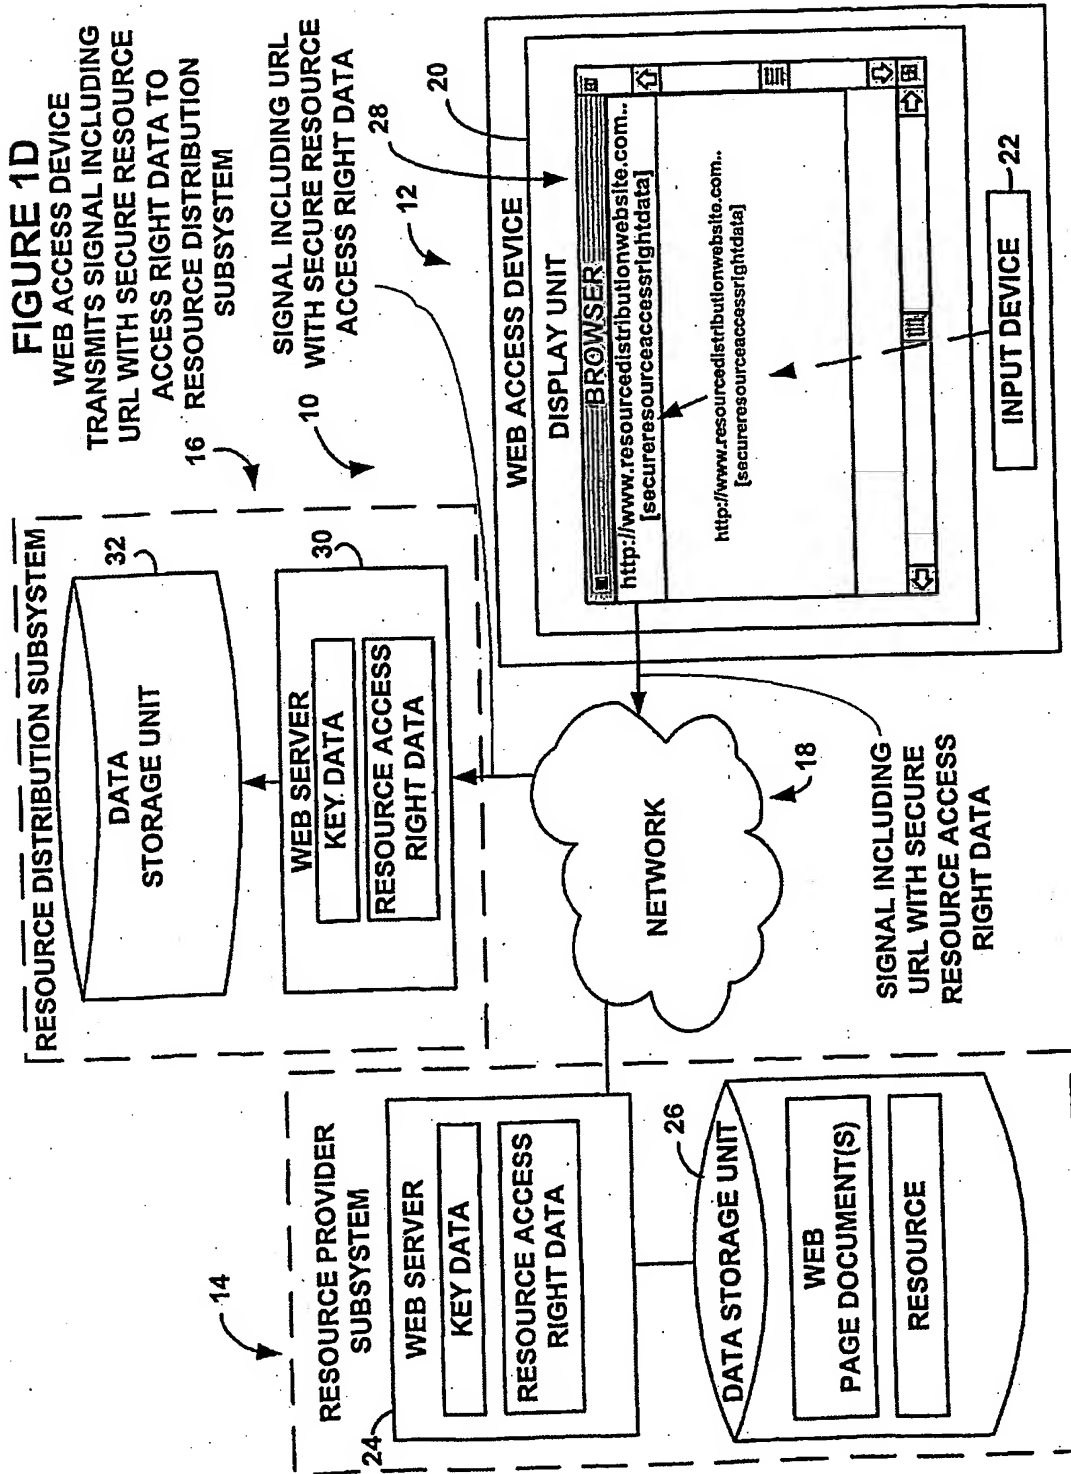 FIGURE 1D
WEB ACCESS DEVICE
TRANSMITS SIGNAL INCLUDING
URL WITH SECURE RESOURCE
ACCESS RIGHT DATA TO
RESOURCE DISTRIBUTION
SUBSYSTEM
16
10
SIGNAL INCLUDING URL
WITH SECURE RESOURCE
ACCESS RIGHT DATA
12
28
20
RESOURCE DISTRIBUTION SUBSYSTEM
32
DATA
STORAGE UNIT
30
WEB SERVER
KEY DATA
RESOURCE ACCESS
RIGHT DATA
WEB ACCESS DEVICE
DISPLAY UNIT
BROWSER
http://www.resourcedistributionwebsite.com..
[secureresourceaccessrightdata]
http://www.resourcedistributionwebsite.com..
[secureresourceaccessrightdata]
22
INPUT DEVICE
14
RESOURCE PROVIDER
SUBSYSTEM
24
WEB SERVER
KEY DATA
RESOURCE ACCESS
RIGHT DATA
NETWORK
18
26
DATA STORAGE UNIT
WEB
PAGE DOCUMENT(S)
RESOURCE
SIGNAL INCLUDING
URL WITH SECURE
RESOURCE ACCESS
RIGHT DATA